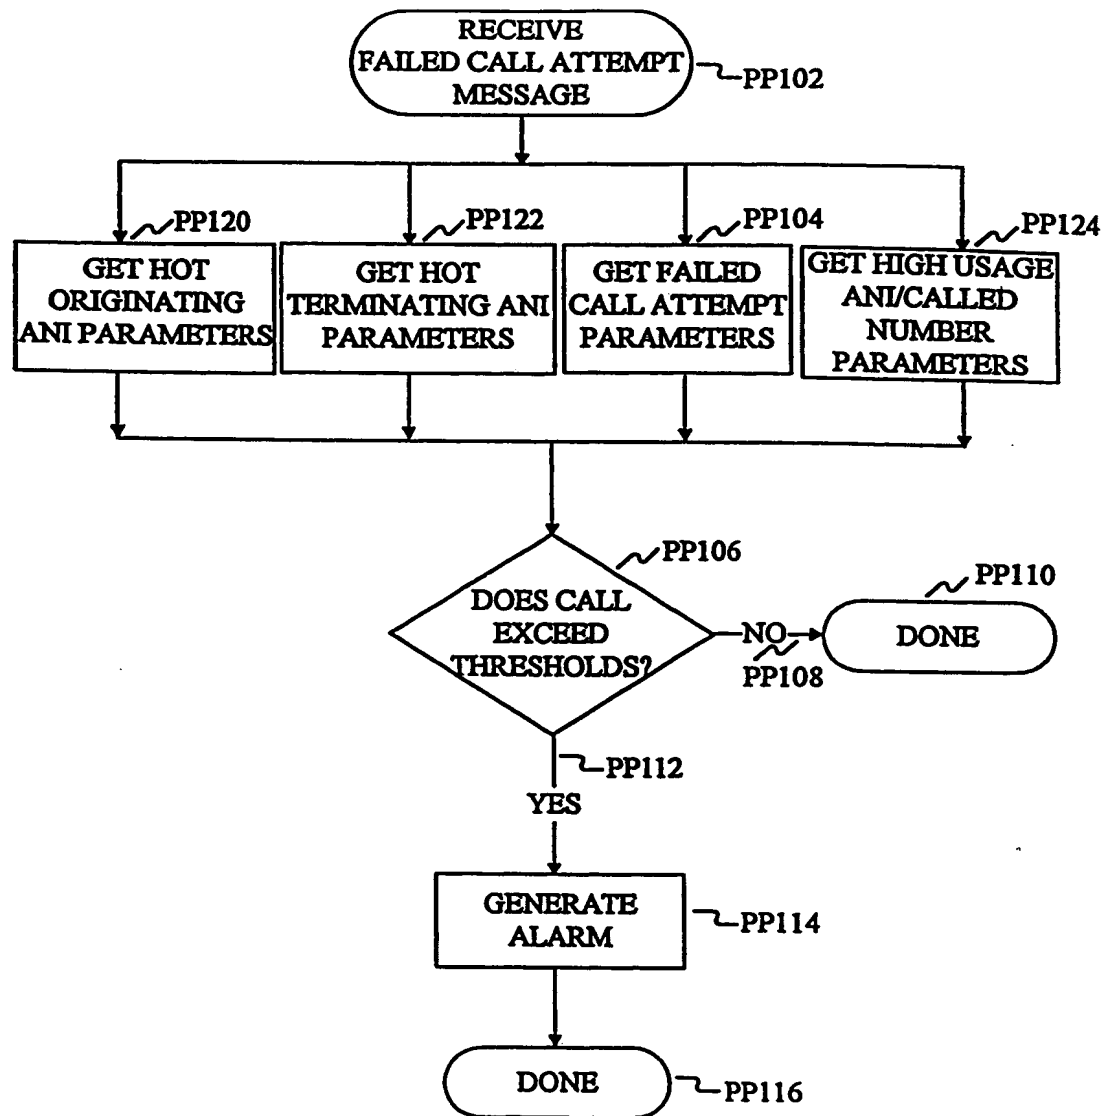 RECEIVE
FAILED CALL ATTEMPT
MESSAGE
PP102
PP120
PP122
PP104
PP124
GET HOT
ORIGINATING
ANI PARAMETERS
GET HOT
TERMINATING ANI
PARAMETERS
GET FAILED
CALL ATTEMPT
PARAMETERS
GET HIGH USAGE
ANI/CALLED
NUMBER
PARAMETERS
PP106
DOES CALL
EXCEED
THRESHOLDS?
NO
PP108
PP110
DONE
PP112
YES
GENERATE
ALARM
PP114
DONE
PP116